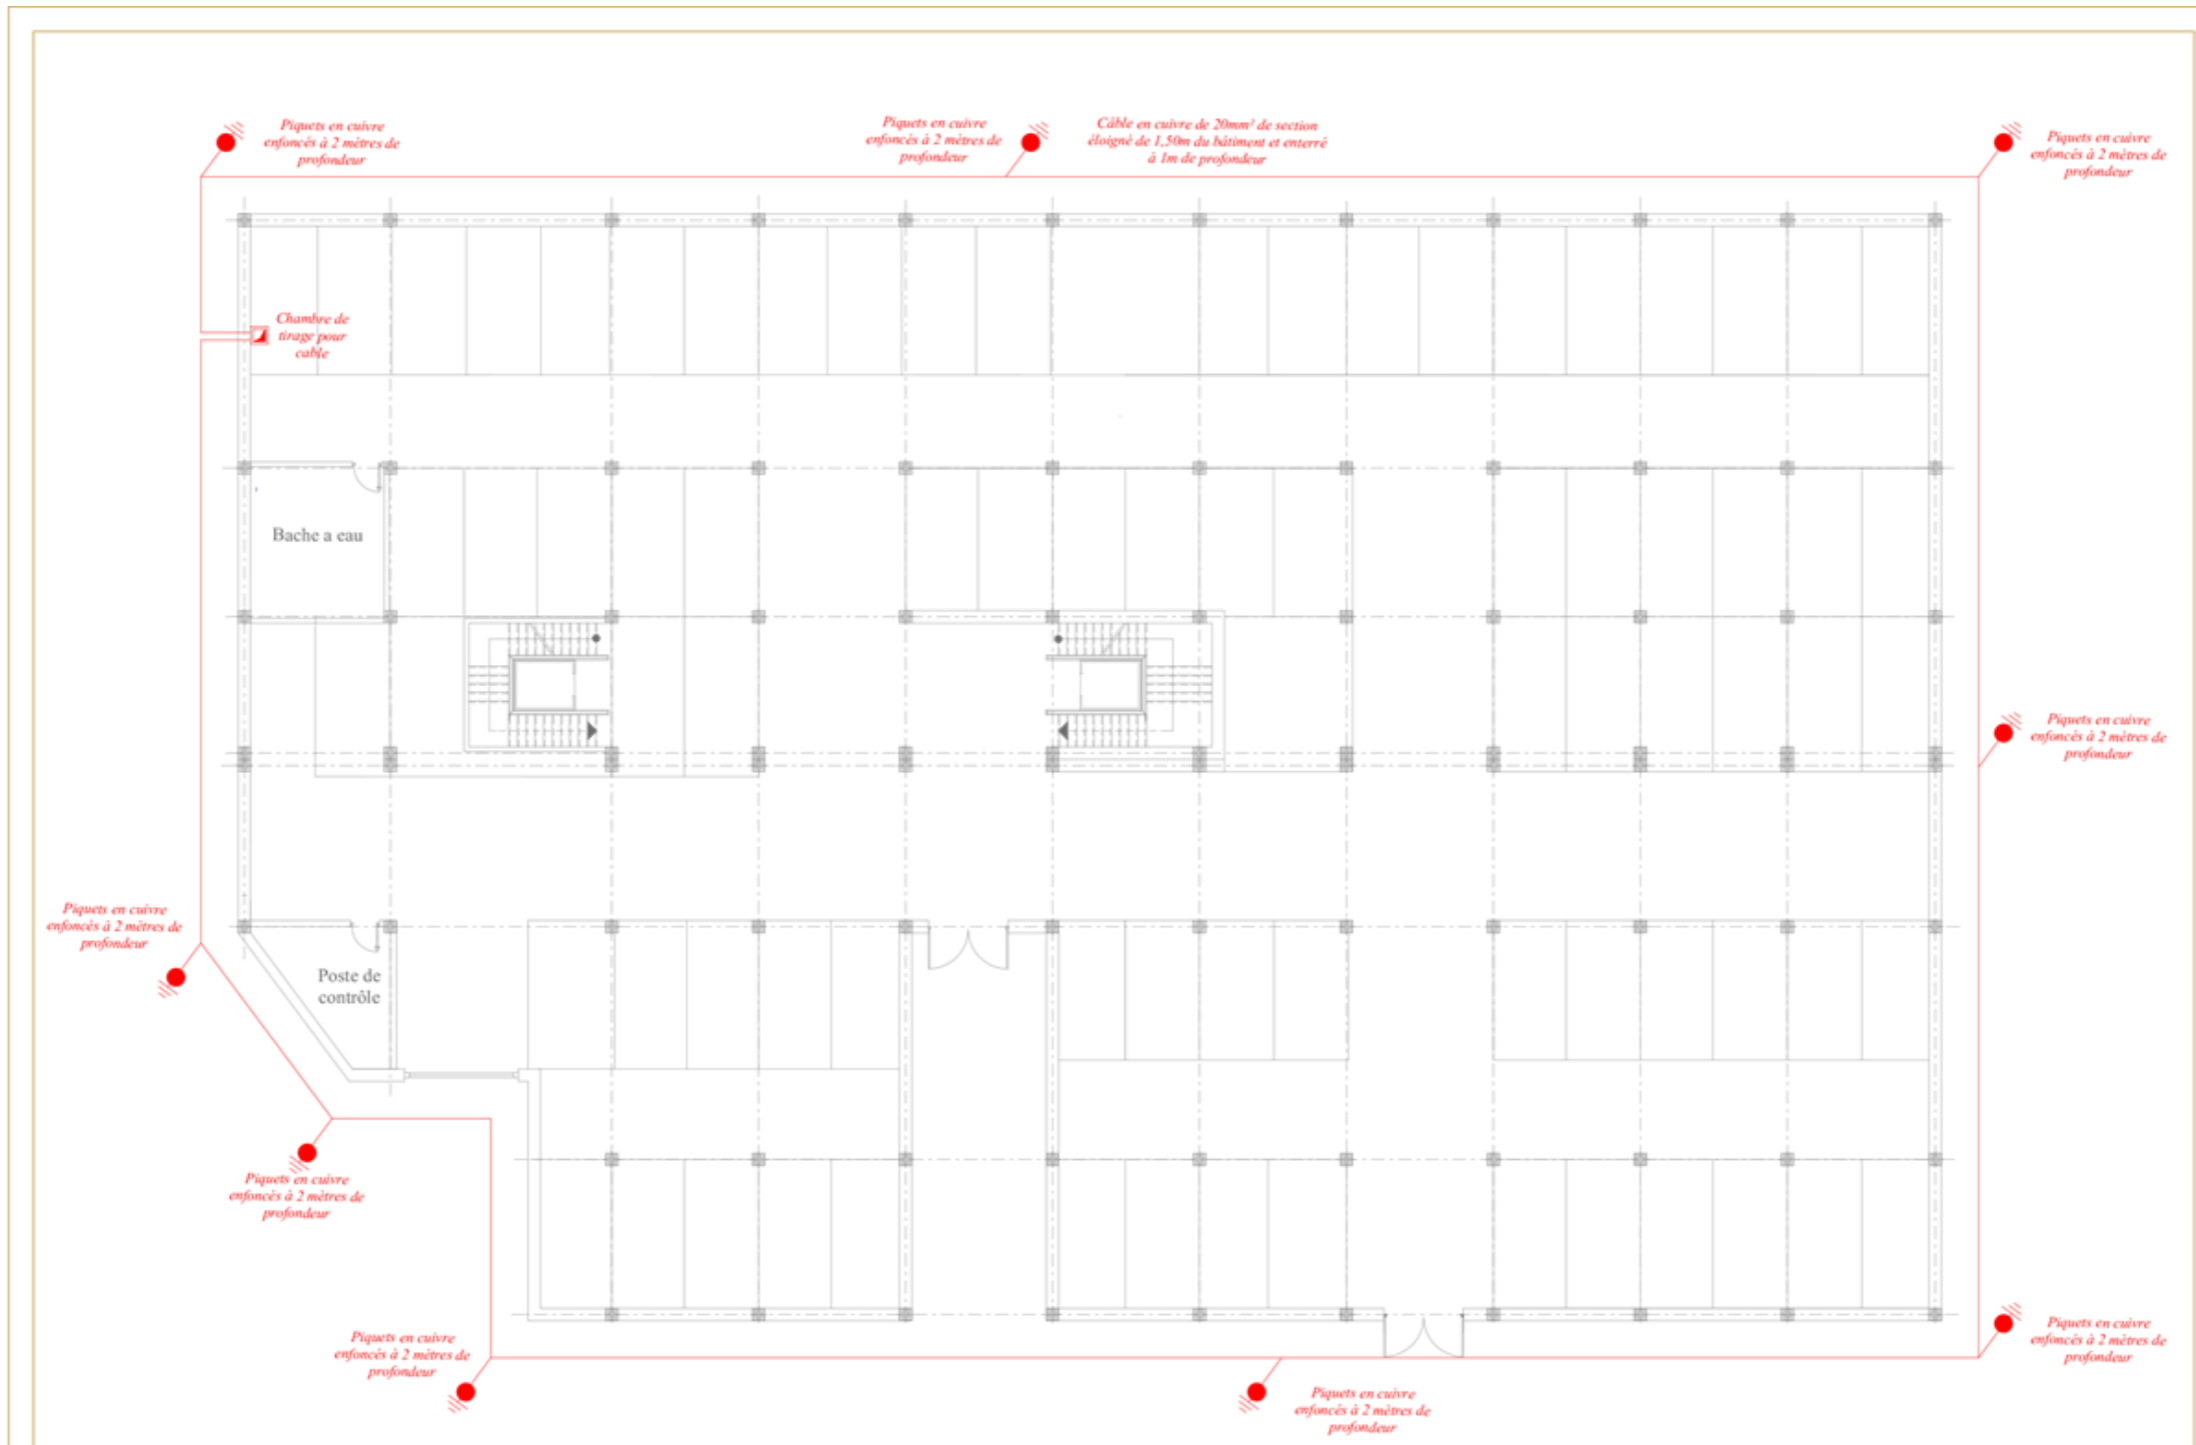 Piquets en cuivre
enfoncés à 2 mètres de
profondeur
Piquets en cuivre
enfoncés à 2 mètres de
profondeur
Câble en cuivre de 20mm² de section
éloigné de 1,50m du bâtiment et enterré
à 1m de profondeur
Piquets en cuivre
enfoncés à 2 mètres de
profondeur
Chambre de
tirage pour
cable
Bache a eau
Piquets en cuivre
enfoncés à 2 mètres de
profondeur
Piquets en cuivre
enfoncés à 2 mètres de
profondeur
Poste de
contrôle
Piquets en cuivre
enfoncés à 2 mètres de
profondeur
Piquets en cuivre
enfoncés à 2 mètres de
profondeur
Piquets en cuivre
enfoncés à 2 mètres de
profondeur
Piquets en cuivre
enfoncés à 2 mètres de
profondeur